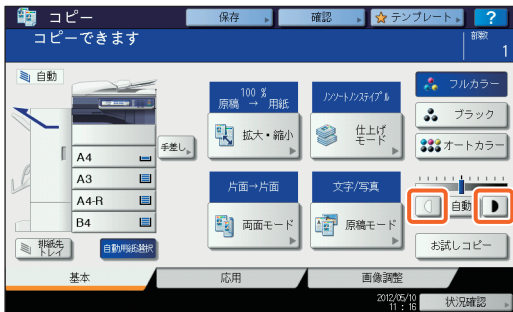 コピー
保存
確認
テンプレート
?
コピーできます
部数
1
自動
100 %
原稿 → 用紙
拡大・縮小
ノンソート/ノンステイプル
仕上げ
モード
フルカラー
ブラック
オートカラー
手差し
A4
A3
A4-R
B4
片面→片面
両面モード
文字/写真
原稿モード
自動
お試しコピー
排紙先
トレイ
自動用紙選択
基本
応用
画像調整
2012/05/10
11 : 16
状況確認